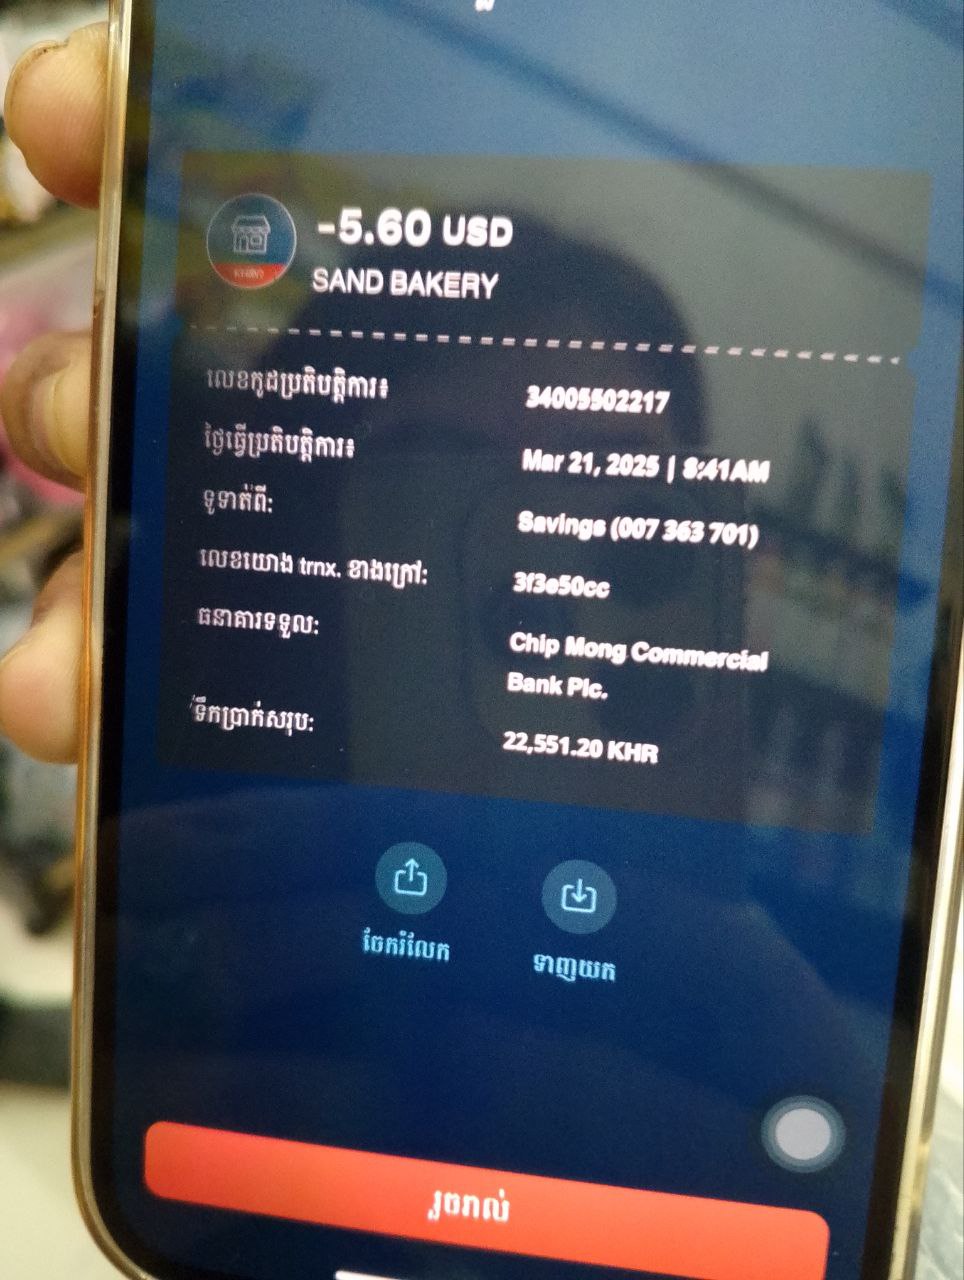 -5.60 USD
SAND BAKERY
KHQR
លេខកូដប្រតិបត្តិការ៖ 34005502217
ថ្ងៃធ្វើប្រតិបត្តិការ៖ Mar 21, 2025 | 8:41AM
ទូទាត់ពី: Savings (007 363 701)
លេខយោង trnx. ខាងក្រៅ: 3f3e50cc
ធនាគារទទួល: Chip Mong Commercial
Bank Plc.
ទឹកប្រាក់សរុប: 22,551.20 KHR
ចែករំលែក
ទាញយក
រួចរាល់